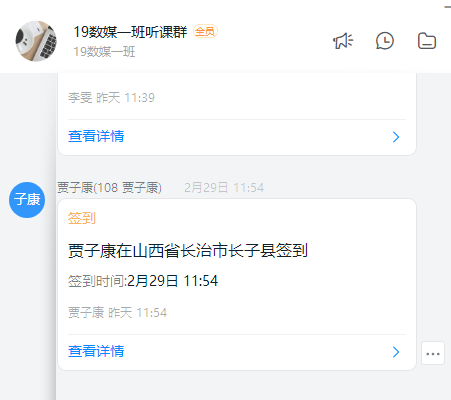 19数媒一班听课群 全员
19数媒一班
李雯 昨天 11:39
查看详情
子康
贾子康(108 贾子康) 2月29日 11:54
签到
贾子康在山西省长治市长子县签到
签到时间:2月29日 11:54
贾子康 昨天 11:54
查看详情